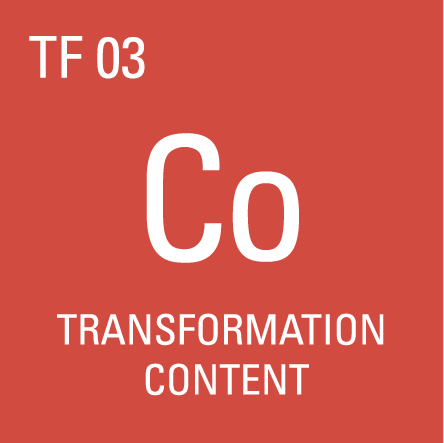 TF 03
Co
TRANSFORMATION
CONTENT